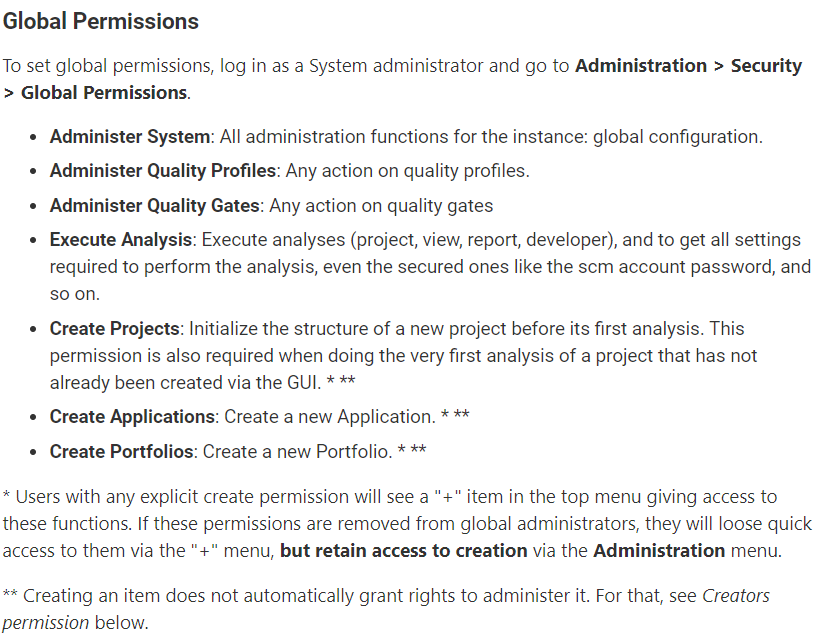 Global Permissions
To set global permissions, log in as a System administrator and go to Administration > Security
> Global Permissions.
• Administer System: All administration functions for the instance: global configuration.
• Administer Quality Profiles: Any action on quality profiles.
• Administer Quality Gates: Any action on quality gates
• Execute Analysis: Execute analyses (project, view, report, developer), and to get all settings
required to perform the analysis, even the secured ones like the scm account password, and
so on.
• Create Projects: Initialize the structure of a new project before its first analysis. This
permission is also required when doing the very first analysis of a project that has not
already been created via the GUI. * **
• Create Applications: Create a new Application. * **
• Create Portfolios: Create a new Portfolio. * **
* Users with any explicit create permission will see a "+" item in the top menu giving access to
these functions. If these permissions are removed from global administrators, they will loose quick
access to them via the "+" menu, but retain access to creation via the Administration menu.
** Creating an item does not automatically grant rights to administer it. For that, see Creators
permission below.